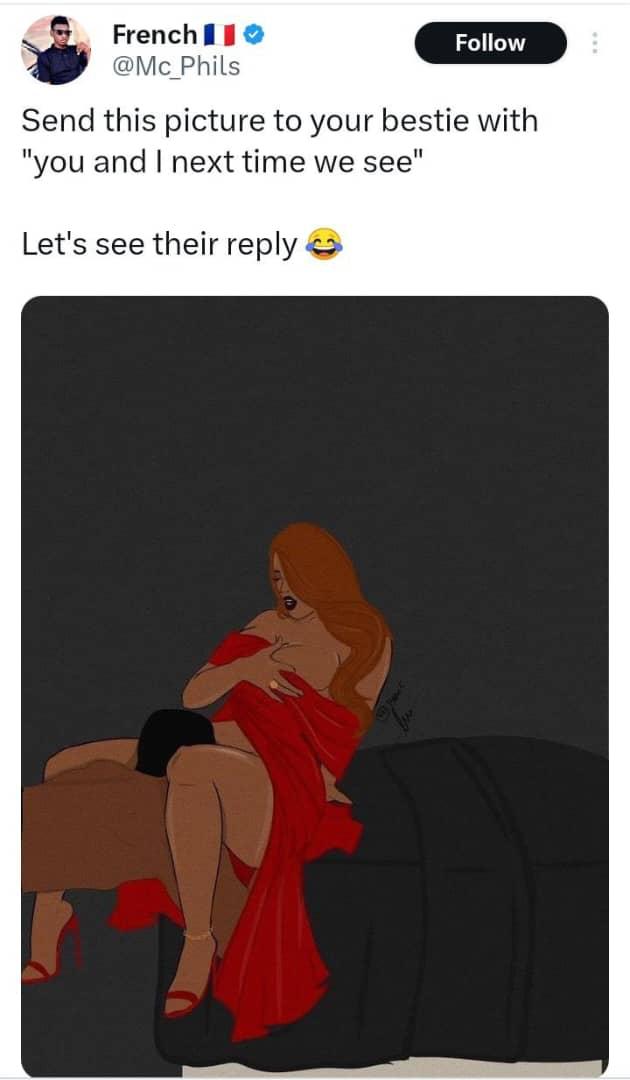 French 🇫🇷
Follow
@Mc_Phils
Send this picture to your bestie with
"you and I next time we see"
Let's see their reply 😂